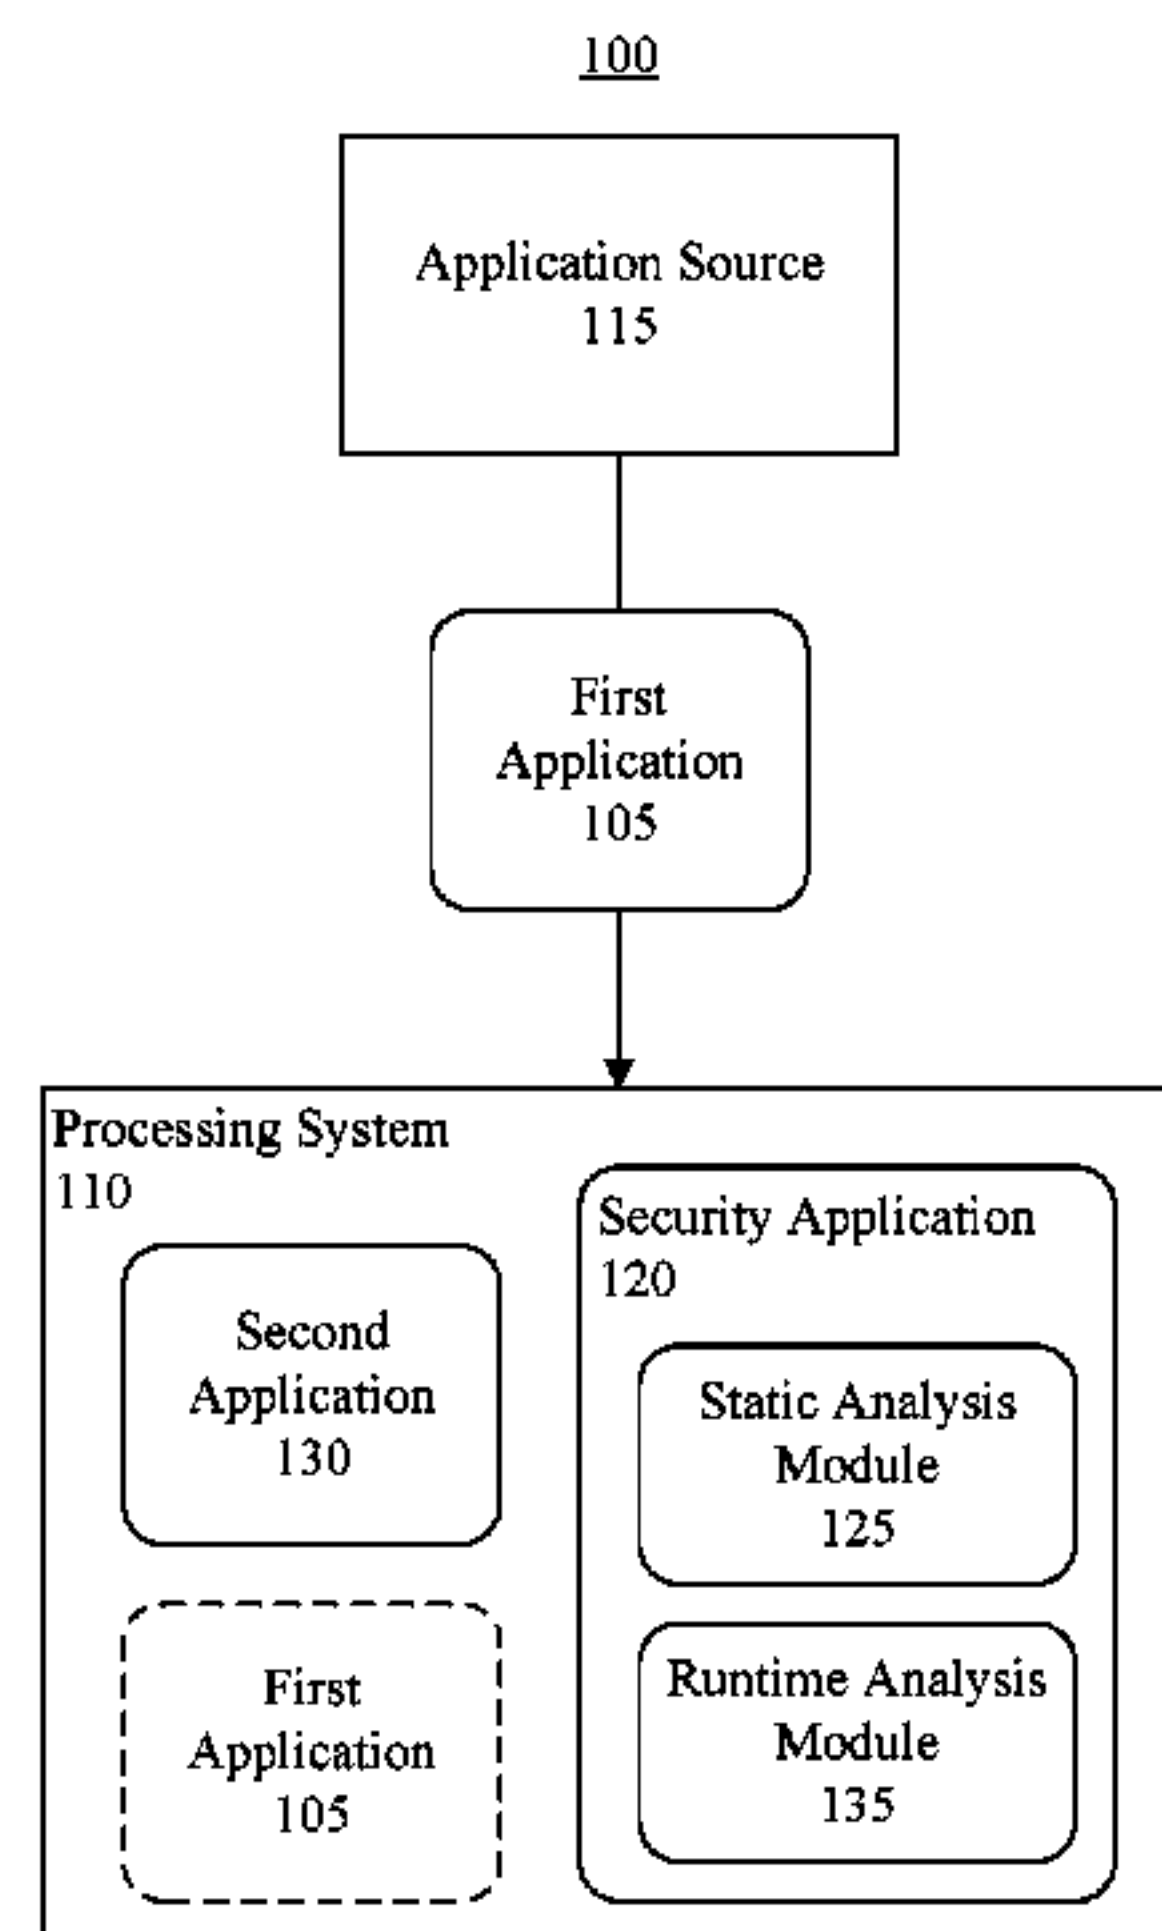 100
Application Source
115
First
Application
105
Processing System
110
Second
Application
130
First
Application
105
Security Application
120
Static Analysis
Module
125
Runtime Analysis
Module
135